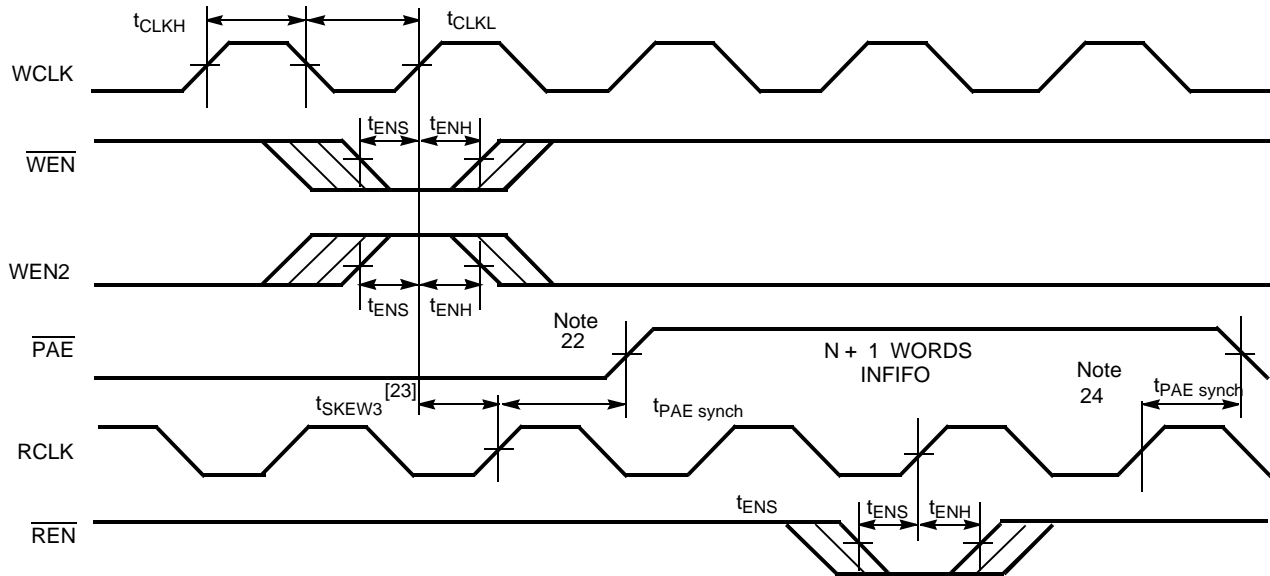 tCLKH
tCLKL
WCLK
tENS
tENH
WEN
WEN2
tENS
tENH
Note
22
PAE
N + 1 WORDS
INFIFO
Note
24
tSKEW3
[23]
tPAE synch
tPAE synch
RCLK
tENS
tENS
tENH
REN